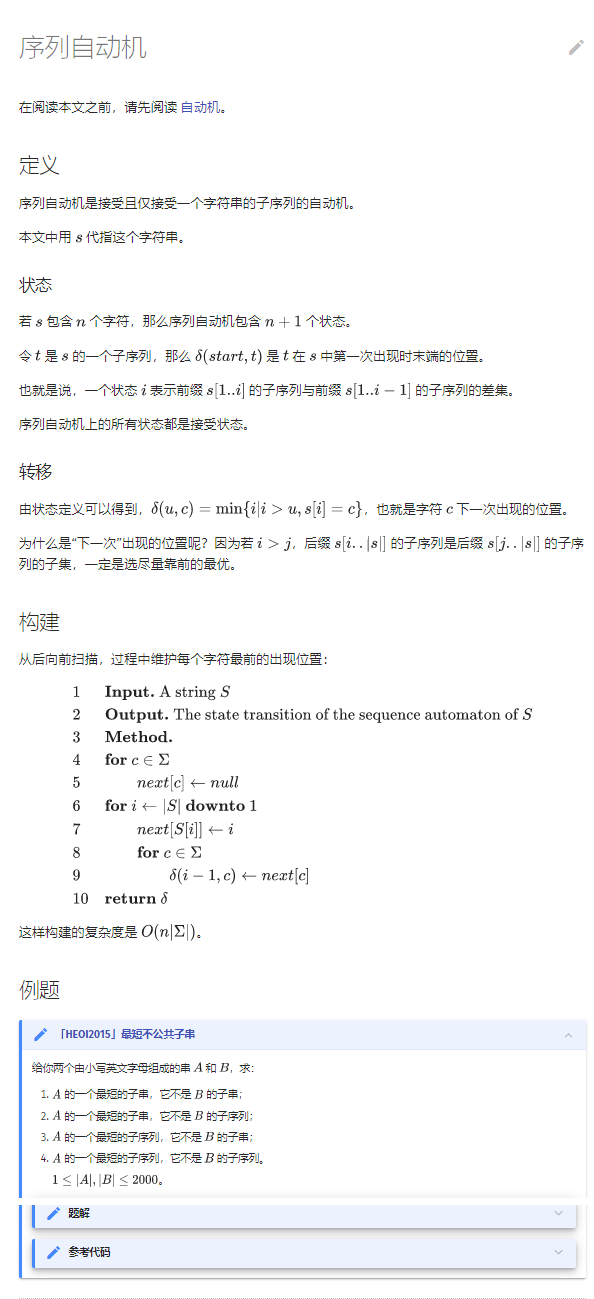 序列自动机
在阅读本文之前，请先阅读 自动机。
定义
序列自动机是接受且仅接受一个字符串的子序列的自动机。
本文中用 s 代指这个字符串。
状态
若 s 包含 n 个字符，那么序列自动机包含 n + 1 个状态。
令 t 是 s 的一个子序列，那么 δ(start, t) 是 t 在 s 中第一次出现时末端的位置。
也就是说，一个状态 i 表示前缀 s[1..i] 的子序列与前缀 s[1..i − 1] 的子序列的差集。
序列自动机上的所有状态都是接受状态。
转移
由状态定义可以得到，δ(u, c) = min{i|i > u, s[i] = c}，也就是字符 c 下一次出现的位置。
为什么是“下一次”出现的位置呢？因为若 i > j，后缀 s[i..|s|] 的子序列是后缀 s[j..|s|] 的子序
列的子集，一定是选尽量靠前的最优。
构建
从后向前扫描，过程中维护每个字符最前的出现位置：
1 Input. A string S
2 Output. The state transition of the sequence automaton of S
3 Method.
4 for c ∈ Σ
5 next[c] ← null
6 for i ← |S| downto 1
7 next[S[i]] ← i
8 for c ∈ Σ
9 δ(i − 1, c) ← next[c]
10 return δ
这样构建的复杂度是 O(n|Σ|)。
例题
「HEOI2015」最短不公共子串
给你两个由小写英文字母组成的串 A 和 B，求：
1. A 的一个最短的子串，它不是 B 的子串；
2. A 的一个最短的子串，它不是 B 的子序列；
3. A 的一个最短的子序列，它不是 B 的子串；
4. A 的一个最短的子序列，它不是 B 的子序列。
1 ≤ |A|, |B| ≤ 2000。
题解
参考代码